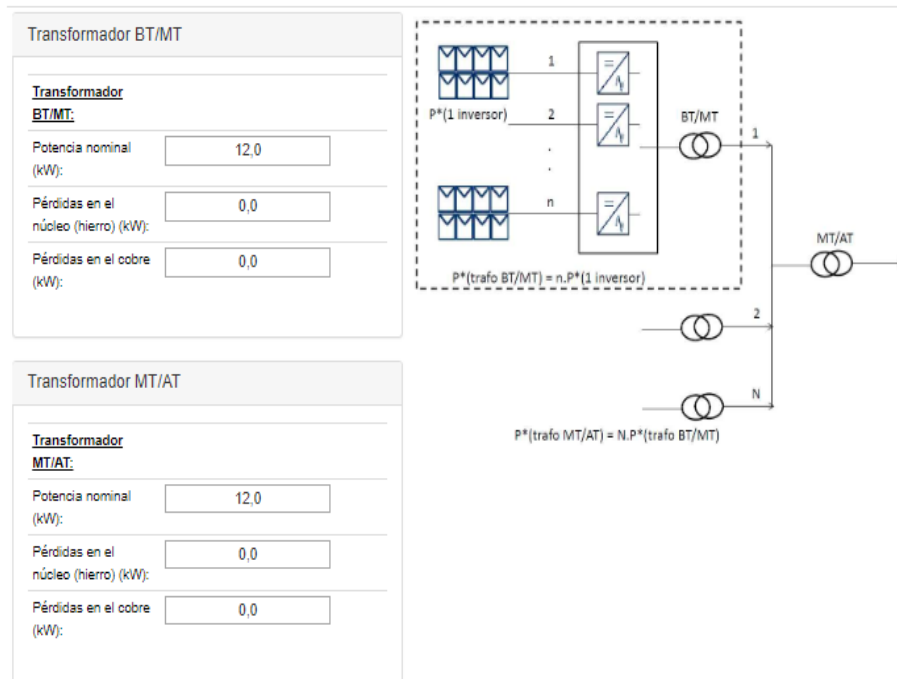 Transformador BT/MT
Transformador
BT/MT:
Potencia nominal
(kW):
12,0
Pérdidas en el
núcleo (hierro) (kW):
0,0
Pérdidas en el cobre
(kW):
0,0
Transformador MT/AT
Transformador
MT/AT:
Potencia nominal
(kW):
12,0
Pérdidas en el
núcleo (hierro) (kW):
0,0
Pérdidas en el cobre
(kW):
0,0
1
P*(1 inversor)
2
BT/MT
1
.
.
n
P*(trafo BT/MT) = n.P*(1 inversor)
MT/AT
2
N
P*(trafo MT/AT) = N.P*(trafo BT/MT)